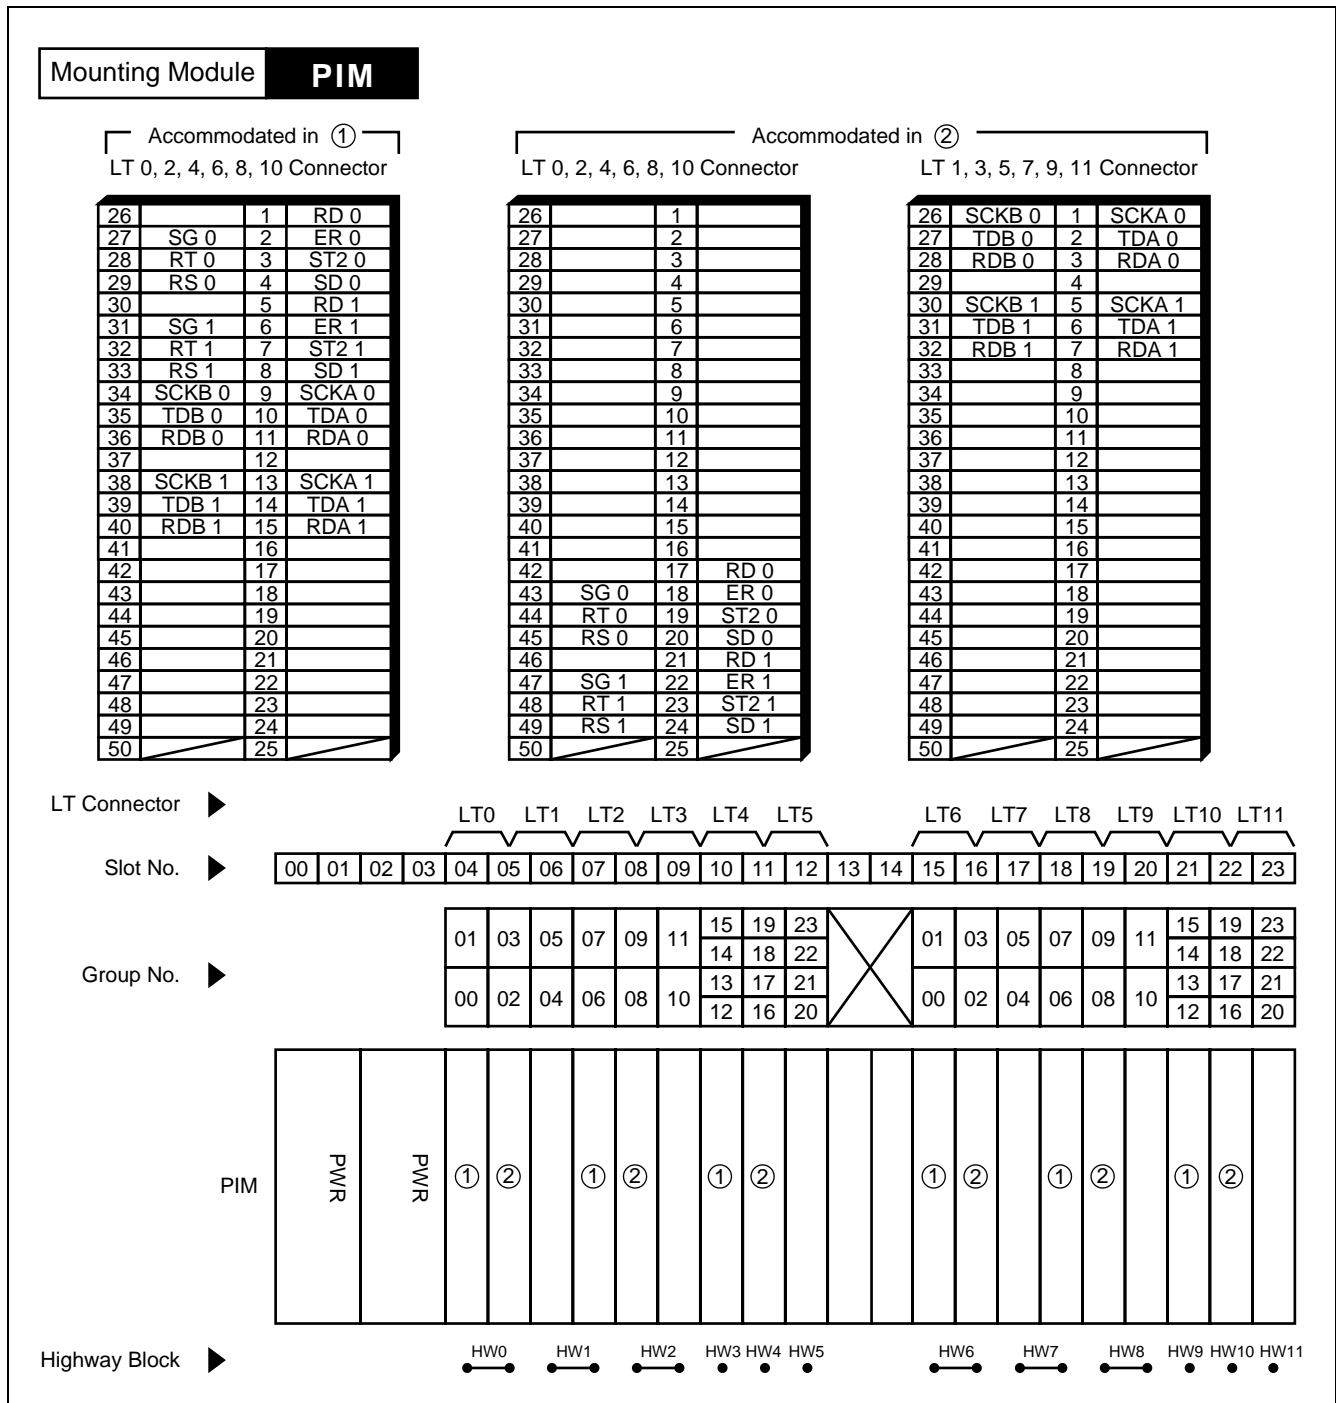 Mounting Module PIM
Accommodated in ① Accommodated in ②
LT 0, 2, 4, 6, 8, 10 Connector LT 0, 2, 4, 6, 8, 10 Connector LT 1, 3, 5, 7, 9, 11 Connector
26 1 RD 0 26 1 26 SCKB 0 1 SCKA 0
27 SG 0 2 ER 0 27 2 27 TDB 0 2 TDA 0
28 RT 0 3 ST2 0 28 3 28 RDB 0 3 RDA 0
29 RS 0 4 SD 0 29 4 29 4
30 5 RD 1 30 5 30 SCKB 1 5 SCKA 1
31 SG 1 6 ER 1 31 6 31 TDB 1 6 TDA 1
32 RT 1 7 ST2 1 32 7 32 RDB 1 7 RDA 1
33 RS 1 8 SD 1 33 8 33 8
34 SCKB 0 9 SCKA 0 34 9 34 9
35 TDB 0 10 TDA 0 35 10 35 10
36 RDB 0 11 RDA 0 36 11 36 11
37 12 37 12 37 12
38 SCKB 1 13 SCKA 1 38 13 38 13
39 TDB 1 14 TDA 1 39 14 39 14
40 RDB 1 15 RDA 1 40 15 40 15
41 16 41 16 41 16
42 17 42 17 RD 0 42 17
43 18 43 SG 0 18 ER 0 43 18
44 19 44 RT 0 19 ST2 0 44 19
45 20 45 RS 0 20 SD 0 45 20
46 21 46 21 RD 1 46 21
47 22 47 SG 1 22 ER 1 47 22
48 23 48 RT 1 23 ST2 1 48 23
49 24 49 RS 1 24 SD 1 49 24
50 25 50 25 50 25
LT Connector LT0 LT1 LT2 LT3 LT4 LT5 LT6 LT7 LT8 LT9 LT10 LT11
Slot No. 00 01 02 03 04 05 06 07 08 09 10 11 12 13 14 15 16 17 18 19 20 21 22 23
Group No.
01 03 05 07 09 11 15 19 23 01 03 05 07 09 11 15 19 23
14 18 22 14 18 22
00 02 04 06 08 10 13 17 21 00 02 04 06 08 10 13 17 21
12 16 20 12 16 20
PIM PWR PWR ① ② ① ② ① ② ① ② ① ② ① ②
Highway Block HW0 HW1 HW2 HW3 HW4 HW5 HW6 HW7 HW8 HW9 HW10 HW11